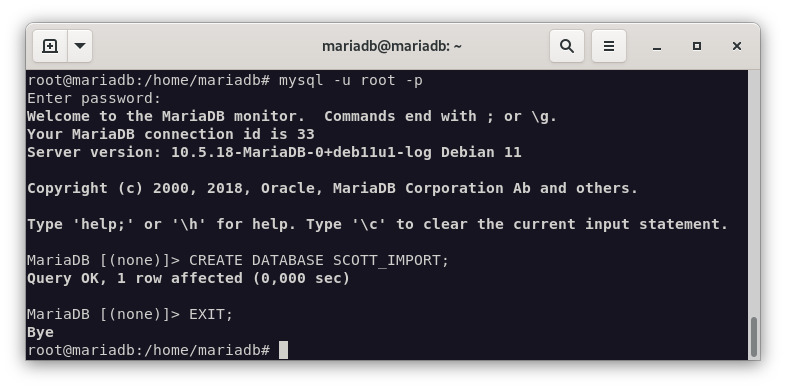 mariadb@mariadb: ~
root@mariadb:/home/mariadb# mysql -u root -p
Enter password:
Welcome to the MariaDB monitor.  Commands end with ; or \g.
Your MariaDB connection id is 33
Server version: 10.5.18-MariaDB-0+deb11u1-log Debian 11
Copyright (c) 2000, 2018, Oracle, MariaDB Corporation Ab and others.
Type 'help;' or '\h' for help. Type '\c' to clear the current input statement.
MariaDB [(none)]> CREATE DATABASE SCOTT_IMPORT;
Query OK, 1 row affected (0,000 sec)
MariaDB [(none)]> EXIT;
Bye
root@mariadb:/home/mariadb#